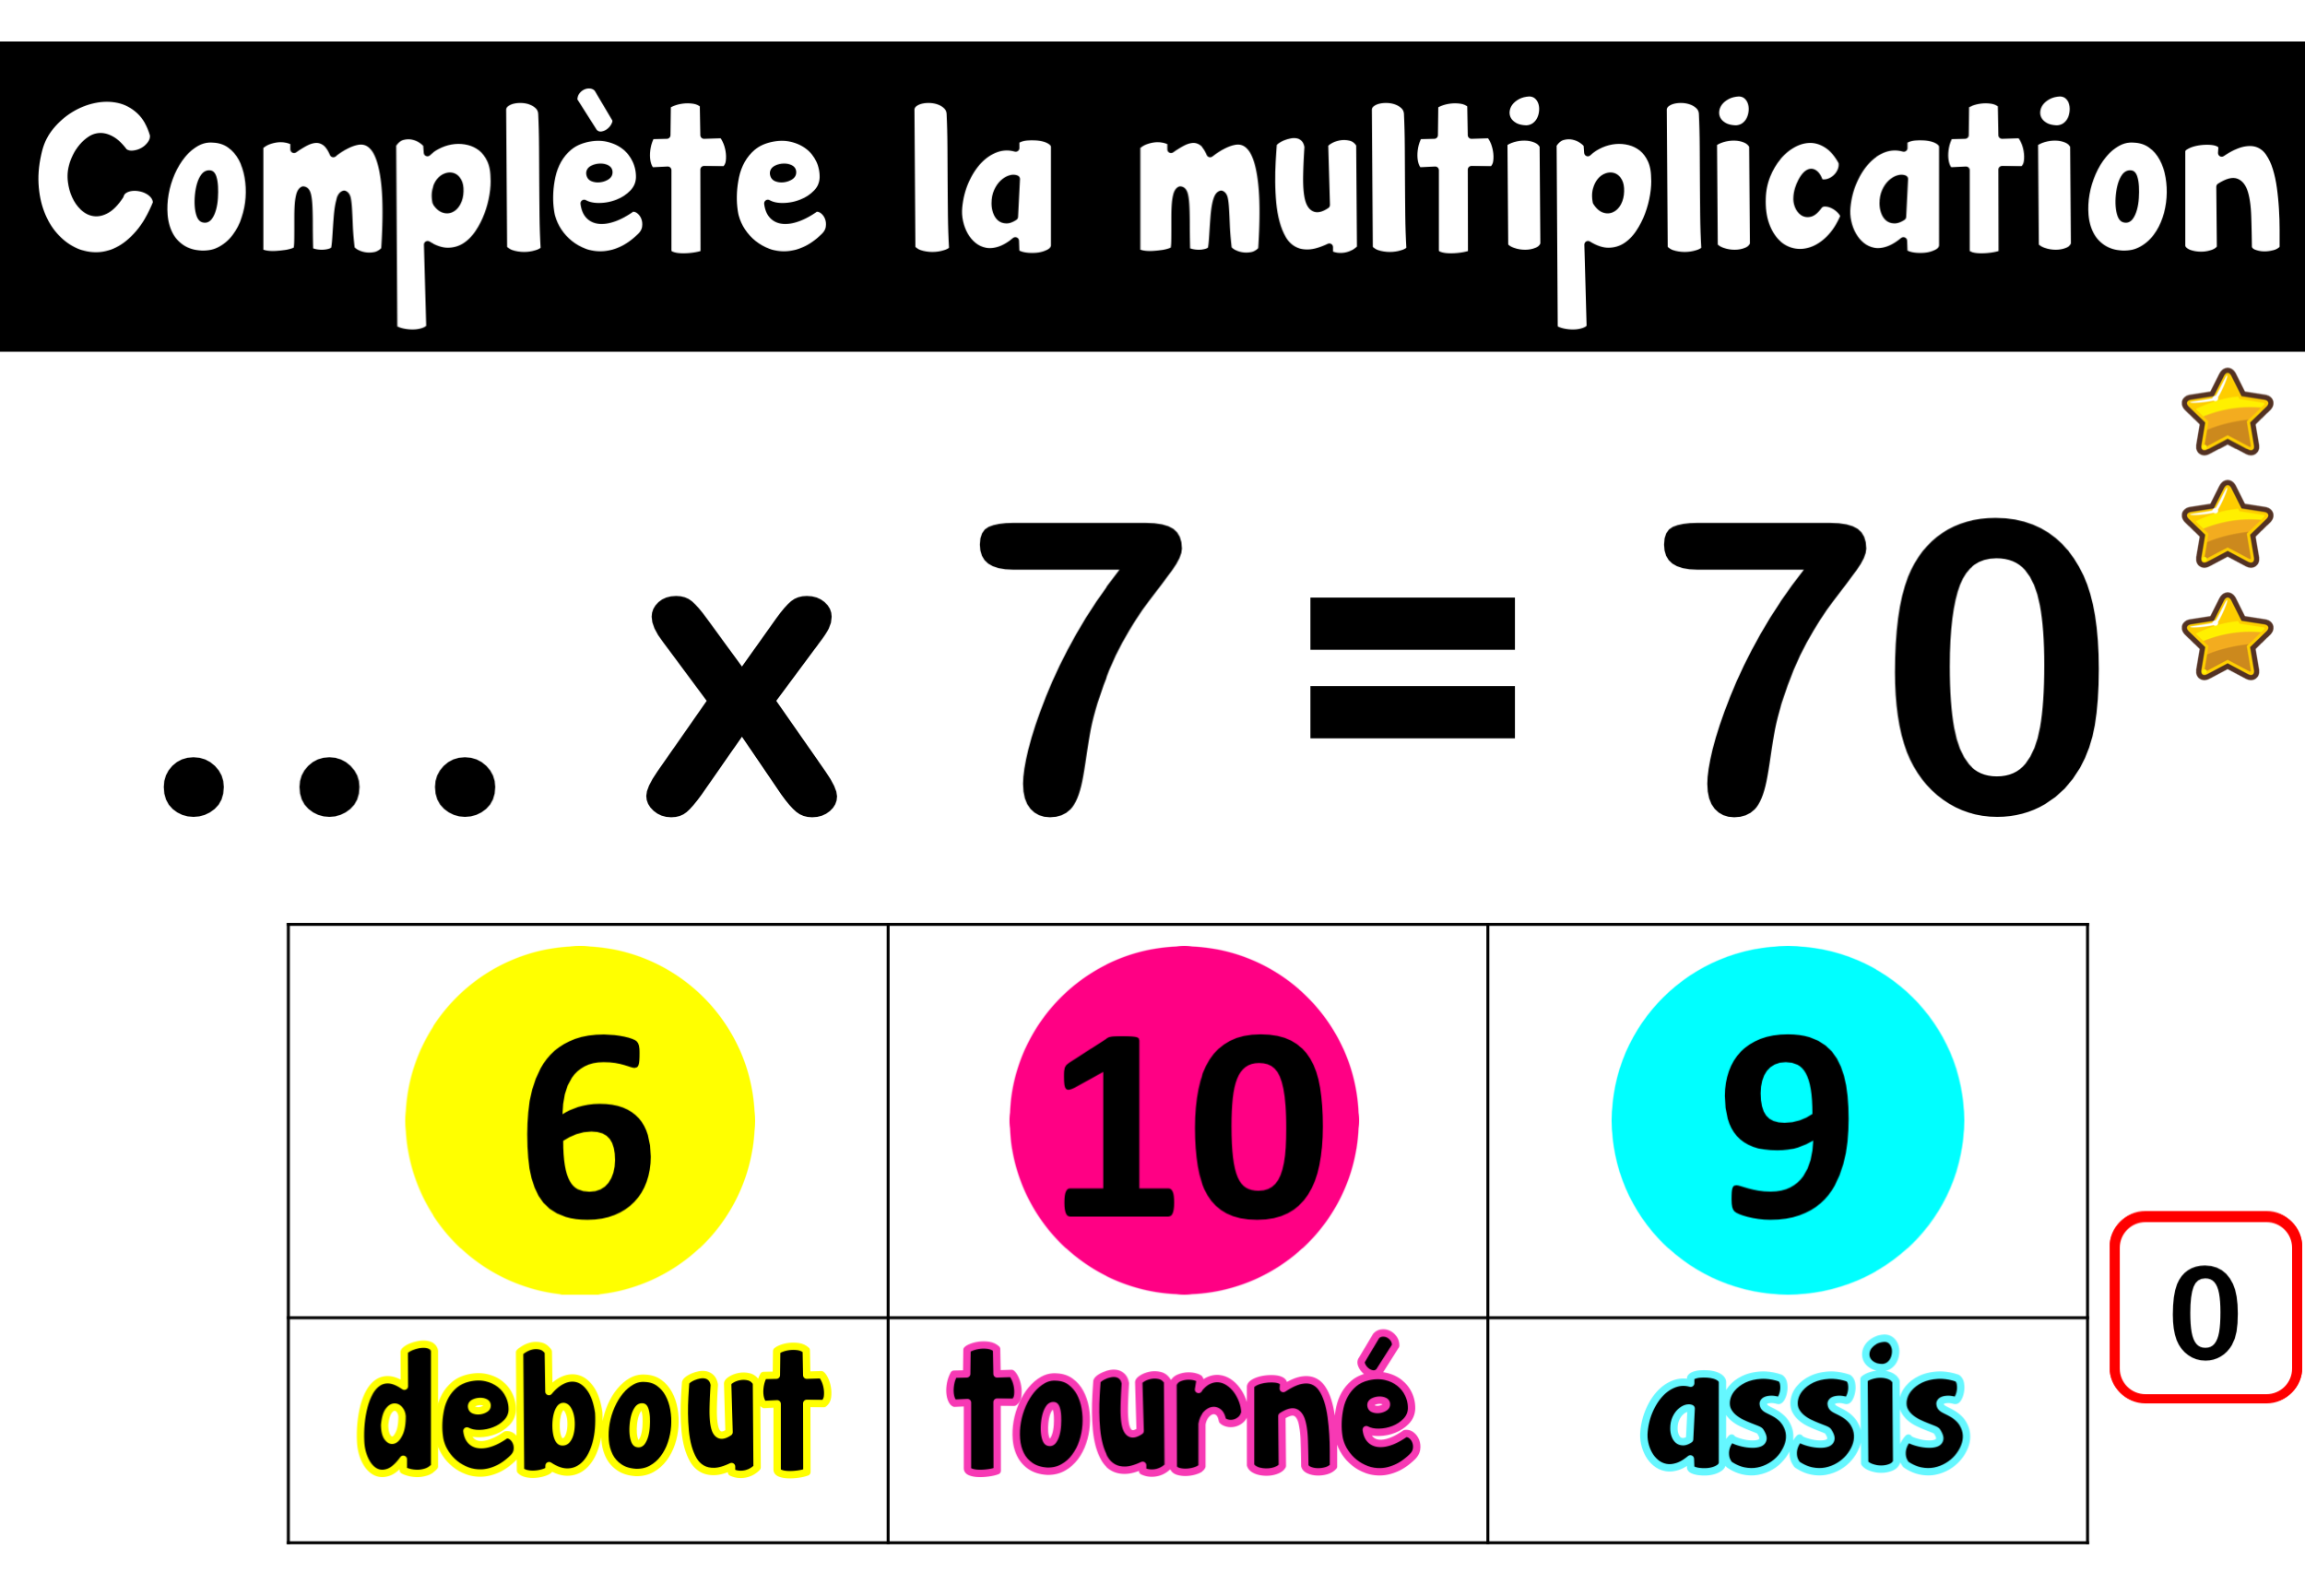 Complète la multiplication
... x 7 = 70
6 10 9
0
debout tourné assis